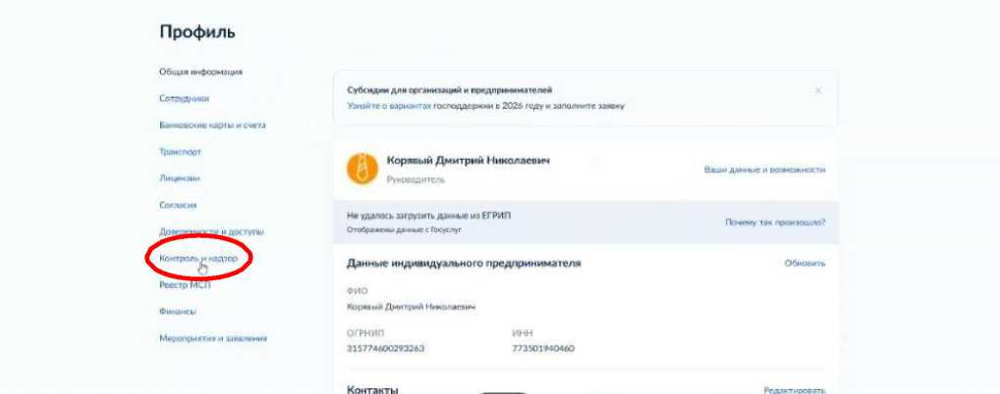 Профиль
Общая информация
Сотрудники
Банковские карты и счета
Транспорт
Лицензии
Согласия
Доверенности и доступы
Контроль и надзор
Реестр МСП
Финансы
Мероприятия и заявления
Субсидии для организаций и предпринимателей
Узнайте о вариантах господдержки в 2026 году и заполните заявку
Корявый Дмитрий Николаевич
Руководитель
Ваши данные и возможности
Не удалось загрузить данные из ЕГРИП
Отображены данные с Госуслуг
Почему так произошло?
Данные индивидуального предпринимателя
Обновить
ФИО
Корявый Дмитрий Николаевич
ОГРНИП
ИНН
315774600293263
773501940460
Контакты
Редактировать